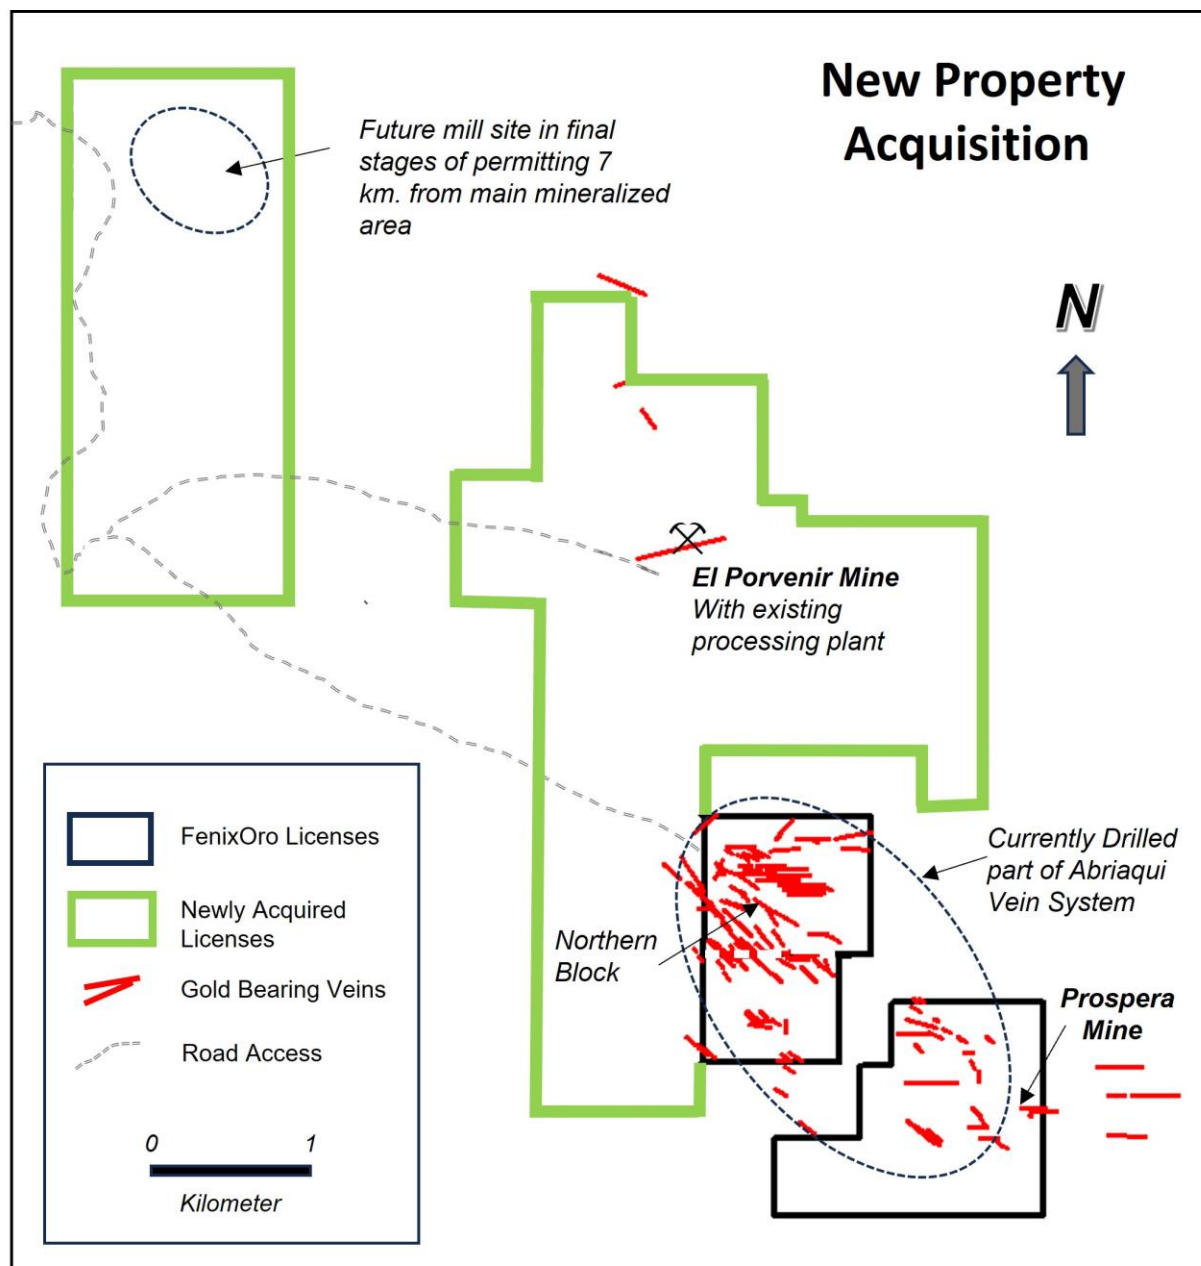 New Property
Acquisition
Future mill site in final
stages of permitting 7
km. from main mineralized
area
N
El Porvenir Mine
With existing
processing plant
FenixOro Licenses
Newly Acquired
Licenses
Gold Bearing Veins
Road Access
0 1
Kilometer
Currently Drilled
part of Abriaqui
Vein System
Northern
Block
Prospera
Mine